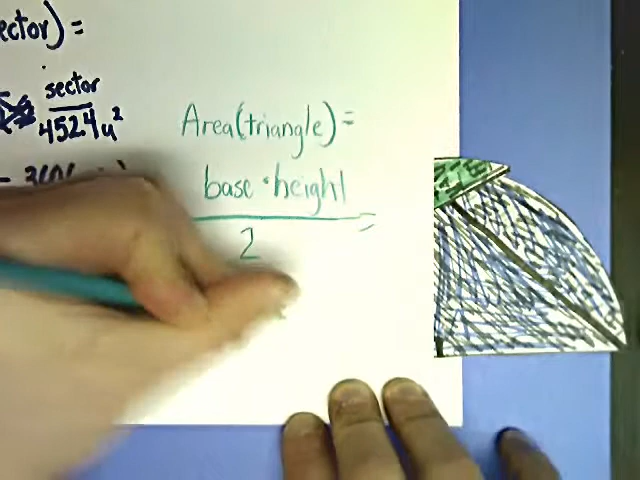 ector) =
sector
4524u²
Area(triangle) =
base · height
2
=